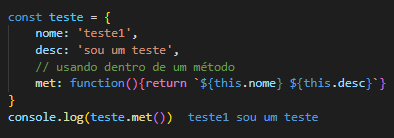 const teste = {
    nome: 'teste1',
    desc: 'sou um teste',
    // usando dentro de um método
    met: function(){return `${this.nome} ${this.desc}`}
}
console.log(teste.met())  teste1 sou um teste